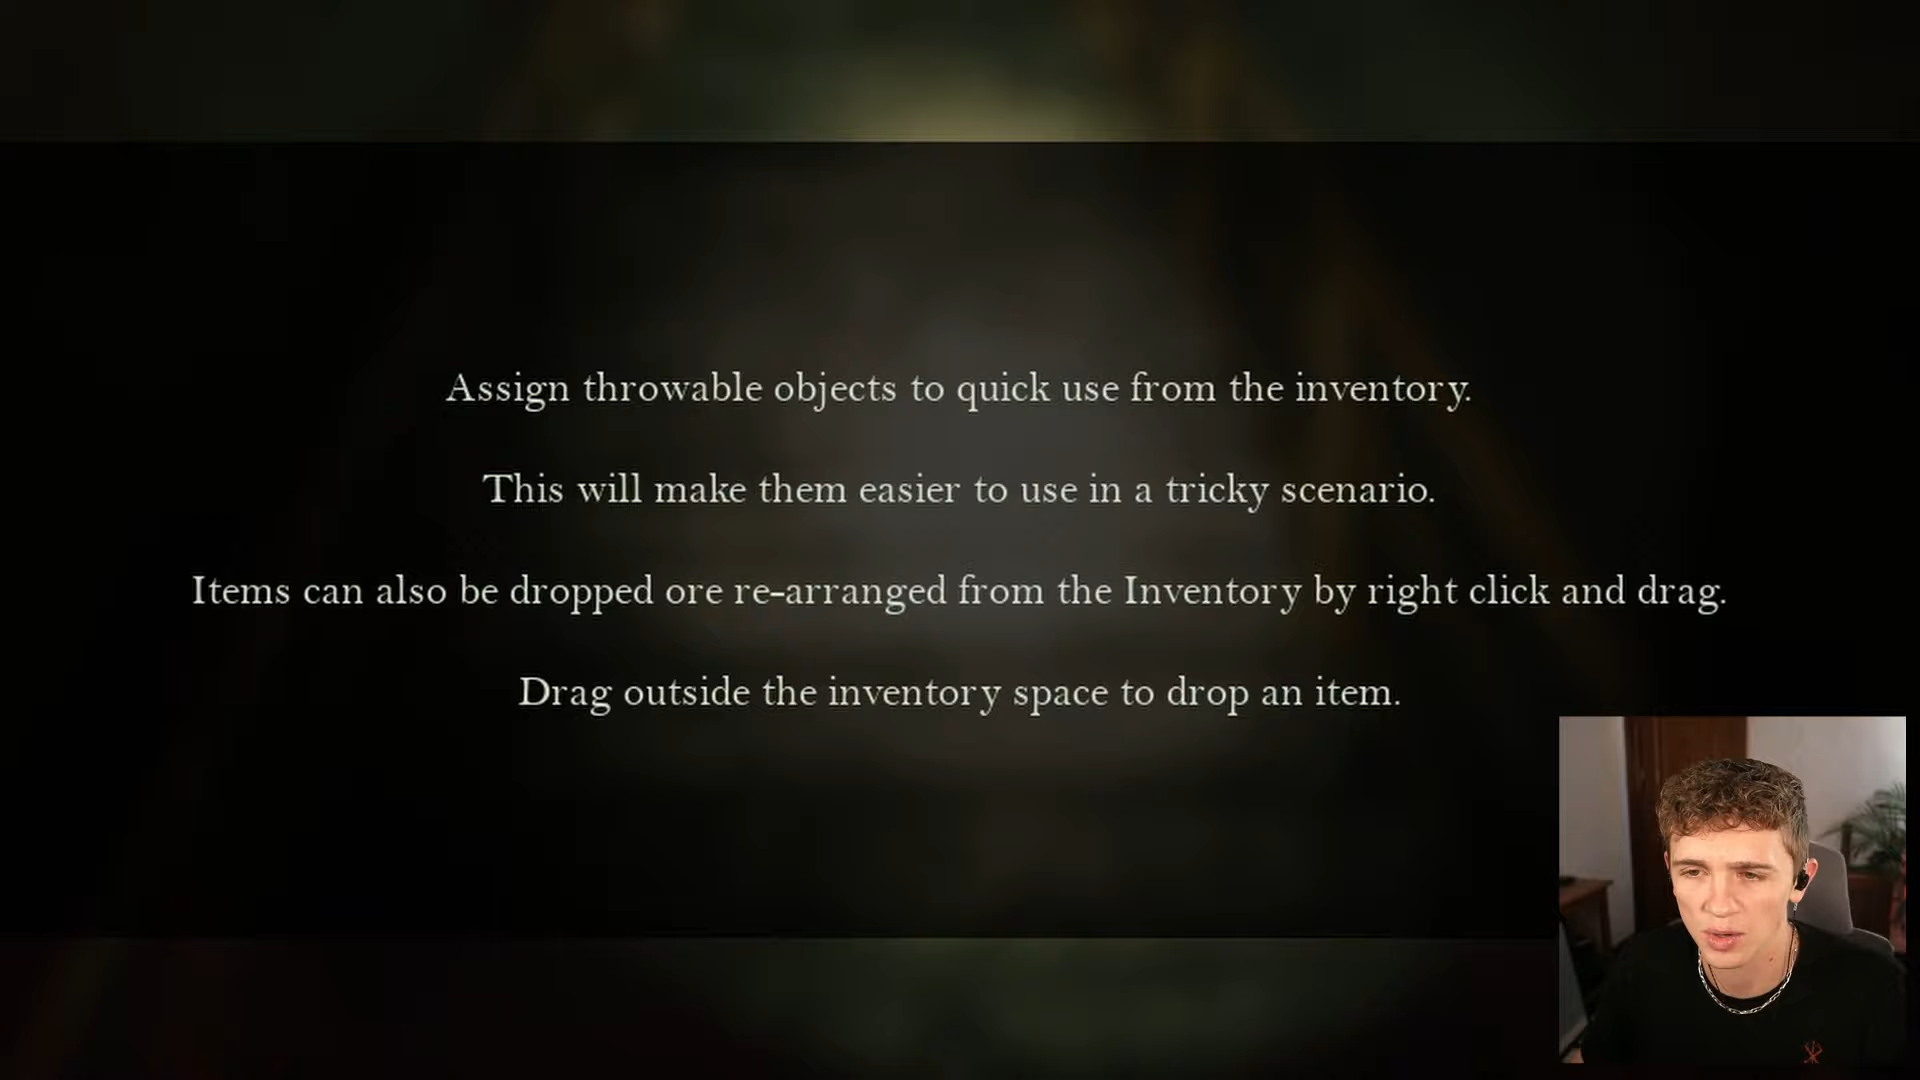 Assign throwable objects to quick use from the inventory.
This will make them easier to use in a tricky scenario.
Items can also be dropped ore re-arranged from the Inventory by right click and drag.
Drag outside the inventory space to drop an item.